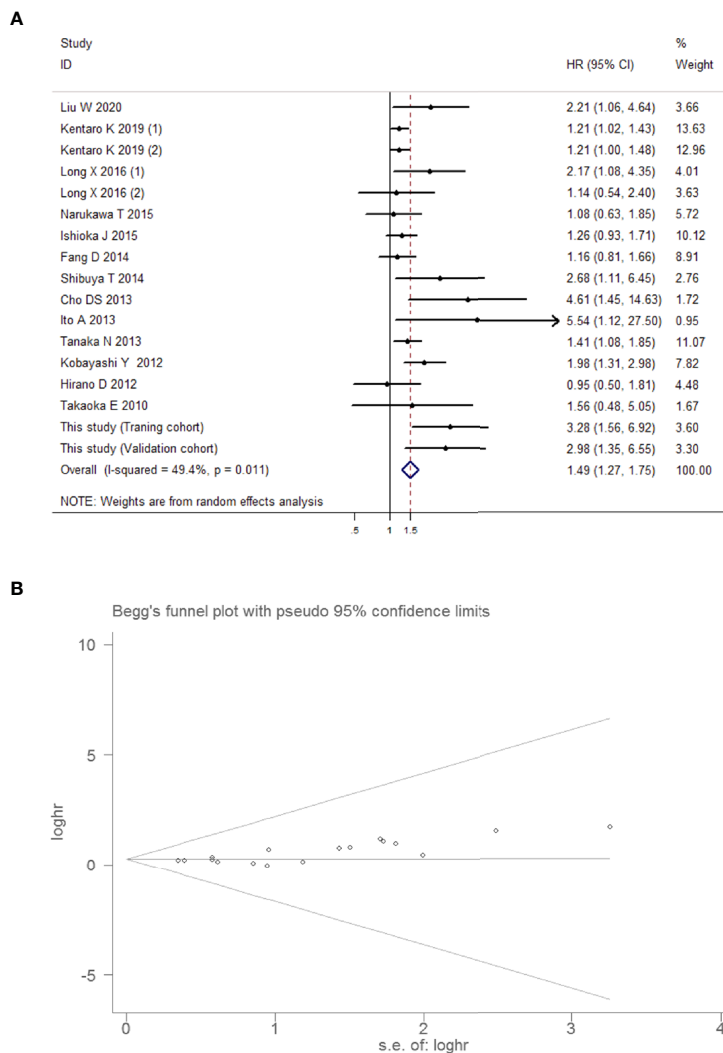 A
Study %
ID HR (95% CI) Weight
Liu W 2020 2.21 (1.06, 4.64) 3.66
Kentaro K 2019 (1) 1.21 (1.02, 1.43) 13.63
Kentaro K 2019 (2) 1.21 (1.00, 1.48) 12.96
Long X 2016 (1) 2.17 (1.08, 4.35) 4.01
Long X 2016 (2) 1.14 (0.54, 2.40) 3.63
Narukawa T 2015 1.08 (0.63, 1.85) 5.72
Ishioka J 2015 1.26 (0.93, 1.71) 10.12
Fang D 2014 1.16 (0.81, 1.66) 8.91
Shibuya T 2014 2.68 (1.11, 6.45) 2.76
Cho DS 2013 4.61 (1.45, 14.63) 1.72
Ito A 2013 5.54 (1.12, 27.50) 0.95
Tanaka N 2013 1.41 (1.08, 1.85) 11.07
Kobayashi Y 2012 1.98 (1.31, 2.98) 7.82
Hirano D 2012 0.95 (0.50, 1.81) 4.48
Takaoka E 2010 1.56 (0.48, 5.05) 1.67
This study (Traning cohort) 3.28 (1.56, 6.92) 3.60
This study (Validation cohort) 2.98 (1.35, 6.55) 3.30
Overall (I-squared = 49.4%, p = 0.011) 1.49 (1.27, 1.75) 100.00
NOTE: Weights are from random effects analysis
.5 1 1.5
B
Begg's funnel plot with pseudo 95% confidence limits
10
5
0
-5
loghr
0 1 2 3 4
s.e. of: loghr